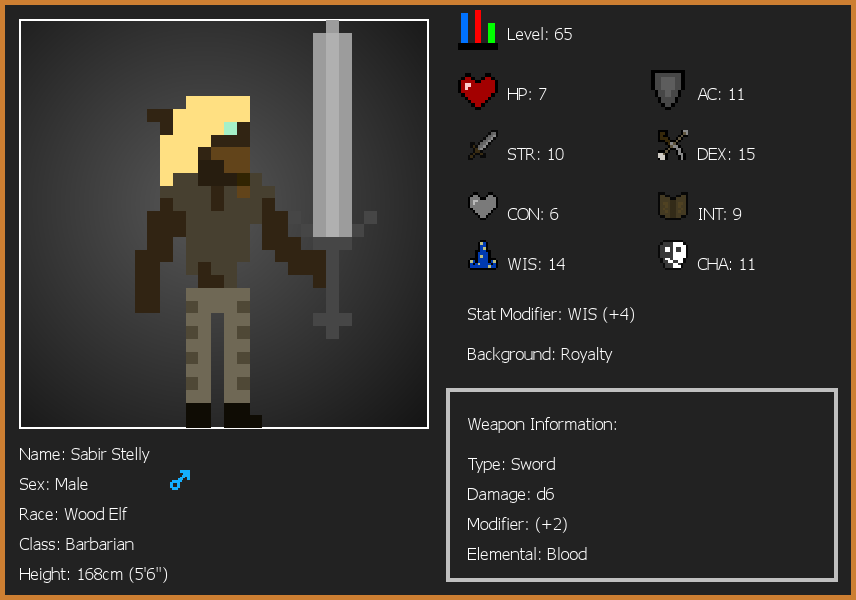 Level: 65
HP: 7
AC: 11
STR: 10
DEX: 15
CON: 6
INT: 9
WIS: 14
CHA: 11
Stat Modifier: WIS (+4)
Background: Royalty
Weapon Information:
Type: Sword
Damage: d6
Modifier: (+2)
Elemental: Blood
Name: Sabir Stelly
Sex: Male
Race: Wood Elf
Class: Barbarian
Height: 168cm (5'6")